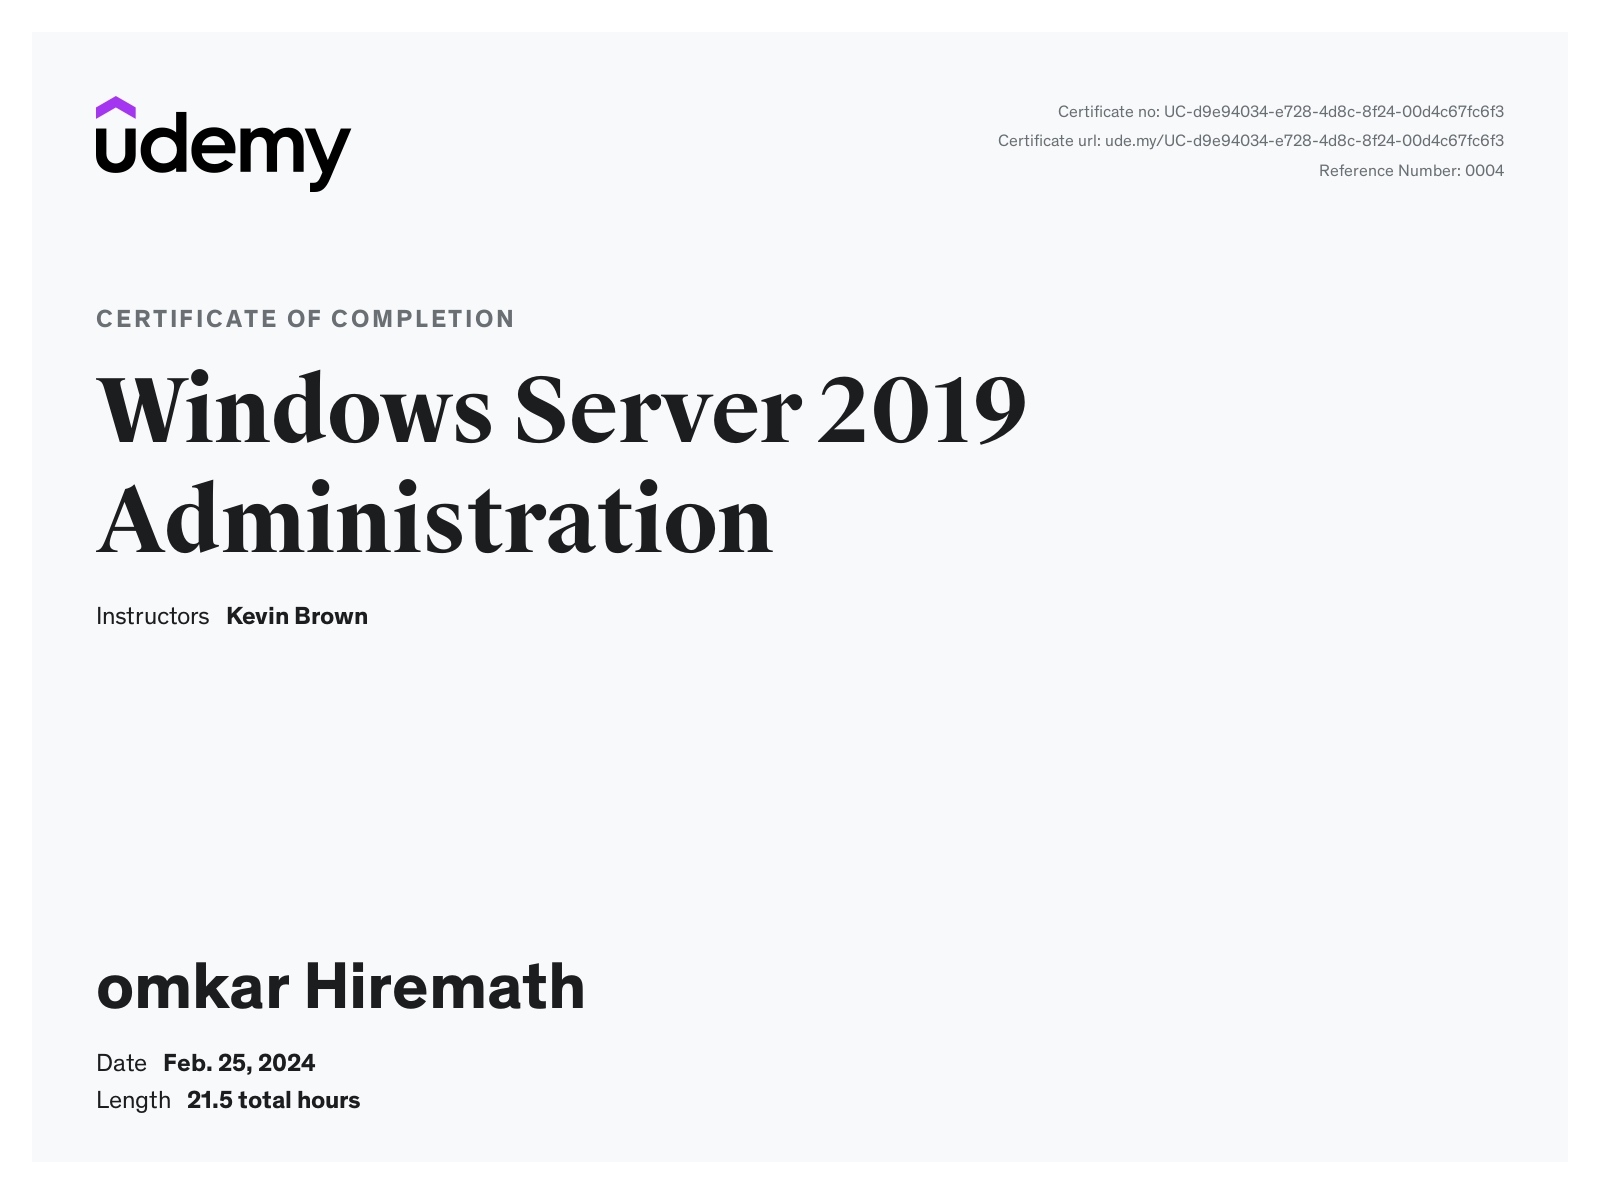 udemy
Certificate no: UC-d9e94034-e728-4d8c-8f24-00d4c67fc6f3
Certificate url: ude.my/UC-d9e94034-e728-4d8c-8f24-00d4c67fc6f3
Reference Number: 0004
CERTIFICATE OF COMPLETION
Windows Server 2019
Administration
Instructors Kevin Brown
omkar Hiremath
Date Feb. 25, 2024
Length 21.5 total hours